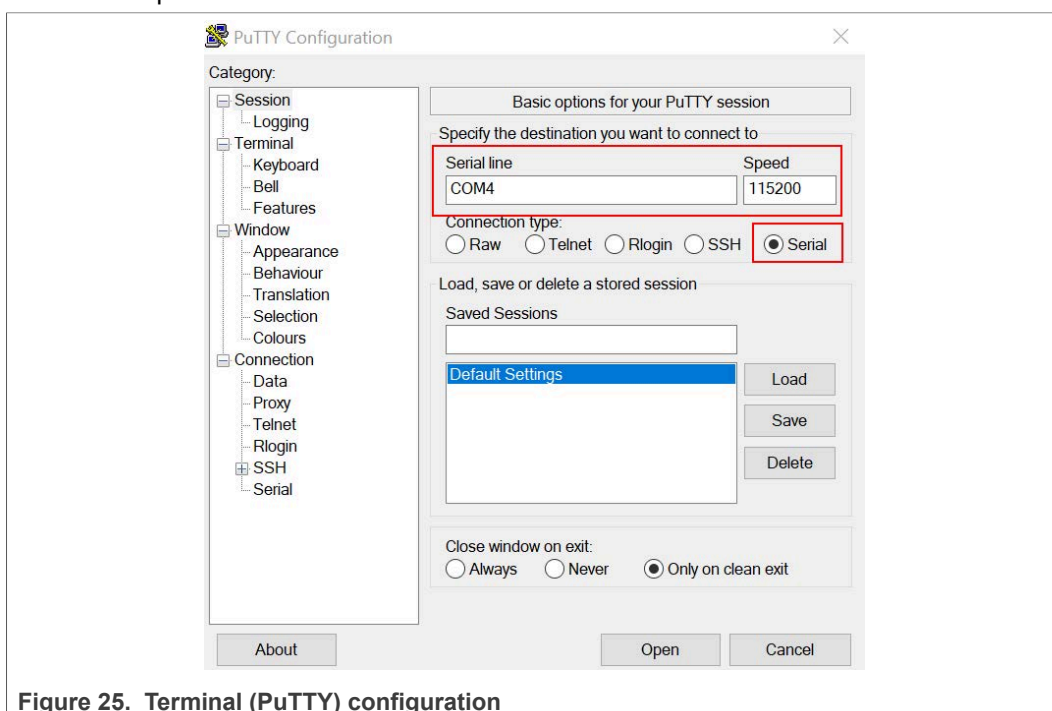 PuTTY Configuration
Category:
Session
Logging
Terminal
Keyboard
Bell
Features
Window
Appearance
Behaviour
Translation
Selection
Colours
Connection
Data
Proxy
Telnet
Rlogin
SSH
Serial
Basic options for your PuTTY session
Specify the destination you want to connect to
Serial line Speed
COM4 115200
Connection type:
Raw Telnet Rlogin SSH Serial
Load, save or delete a stored session
Saved Sessions
Default Settings
Load
Save
Delete
Close window on exit:
Always Never Only on clean exit
About Open Cancel
Figure 25. Terminal (PuTTY) configuration